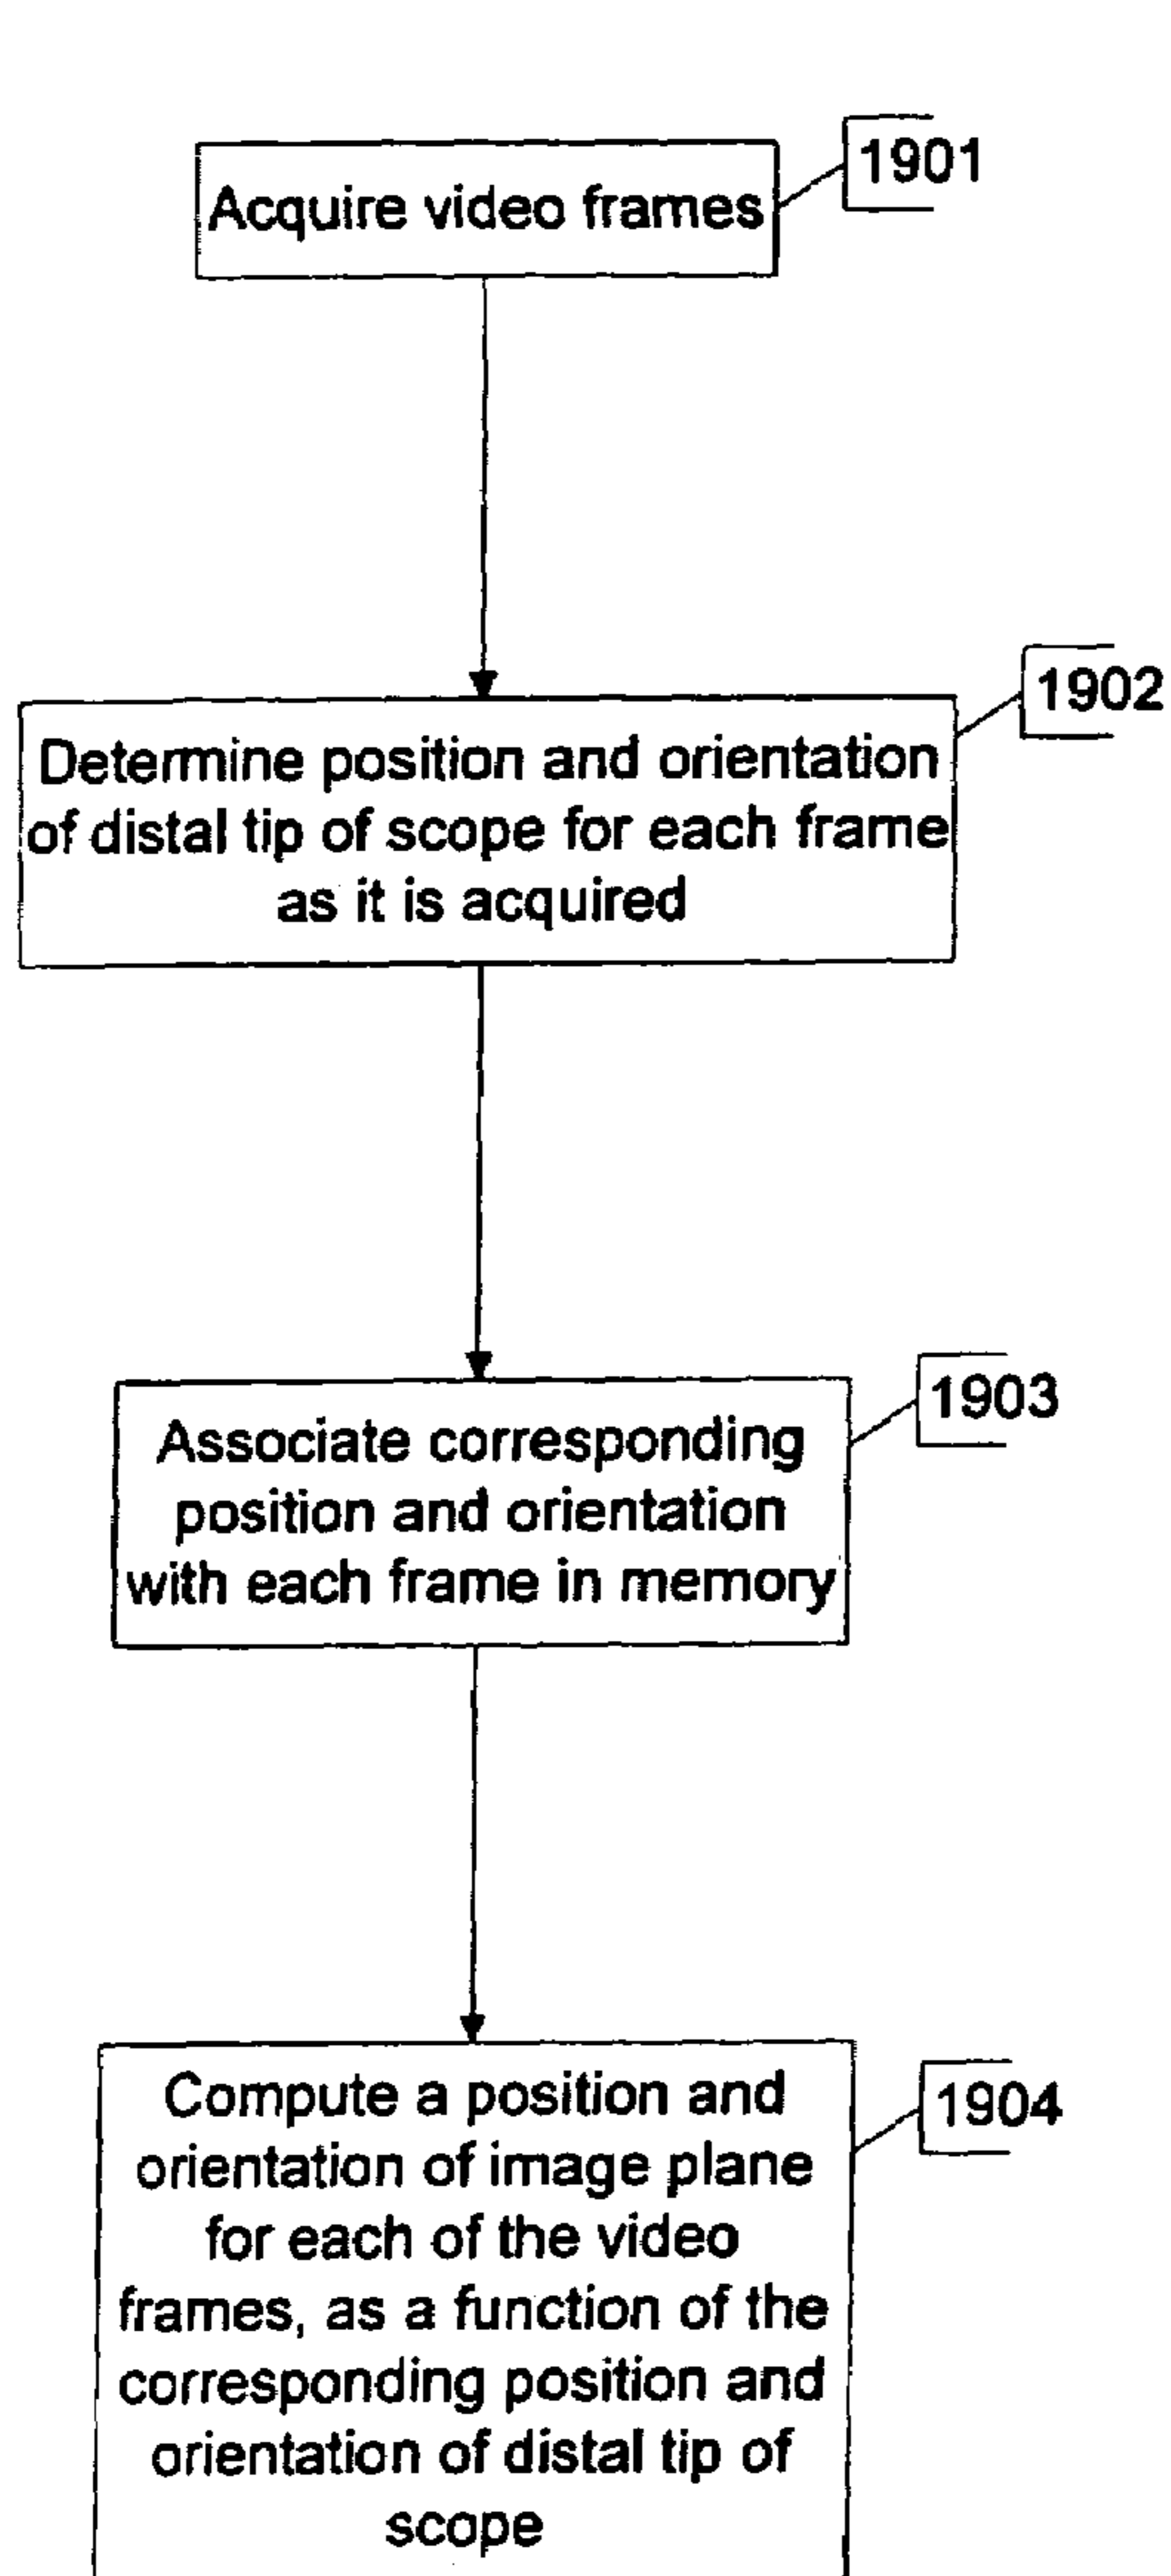 1901
Acquire video frames
1902
Determine position and orientation
of distal tip of scope for each frame
as it is acquired
1903
Associate corresponding
position and orientation
with each frame in memory
1904
Compute a position and
orientation of image plane
for each of the video
frames, as a function of the
corresponding position and
orientation of distal tip of
scope